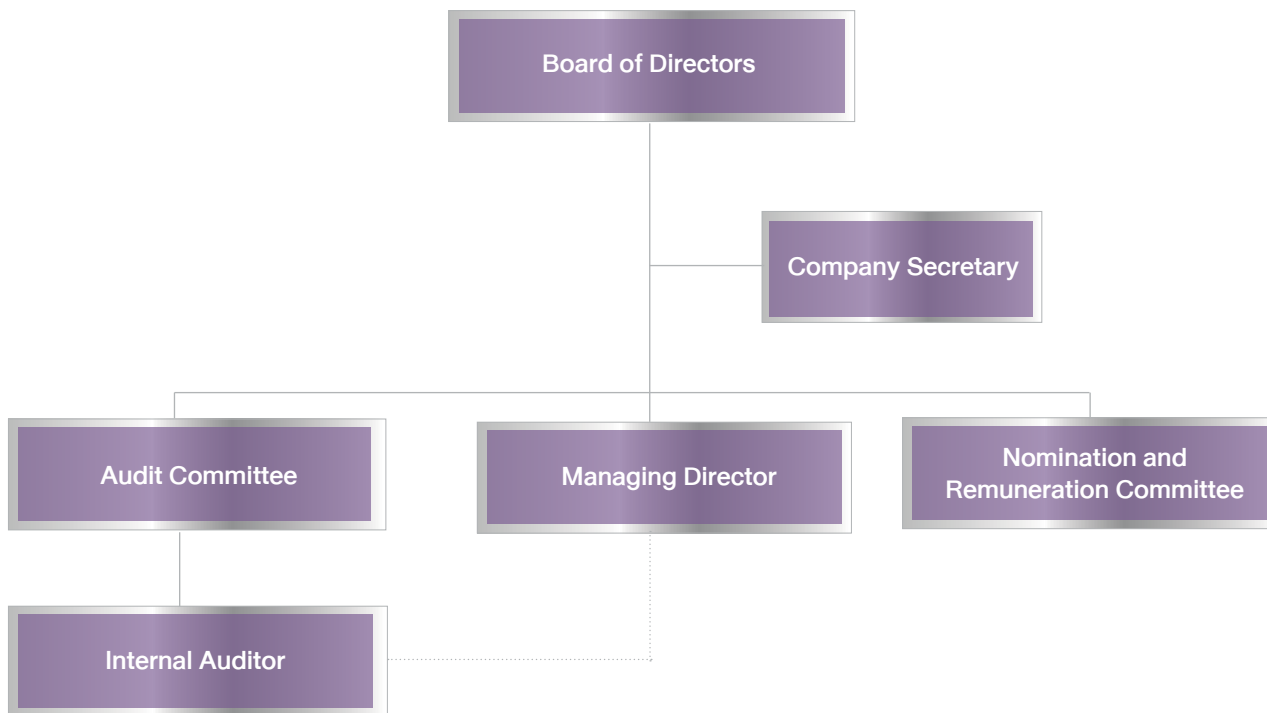 Board of Directors
Company Secretary
Audit Committee
Managing Director
Nomination and
Remuneration Committee
Internal Auditor